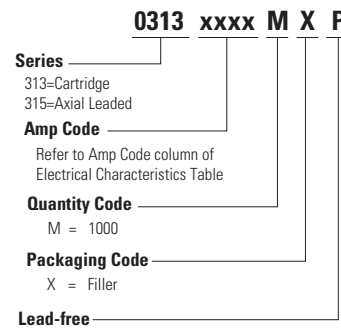 0313 xxxx M X P
Series
313=Cartridge
315=Axial Leaded
Amp Code
Refer to Amp Code column of
Electrical Characteristics Table
Quantity Code
M = 1000
Packaging Code
X = Filler
Lead-free